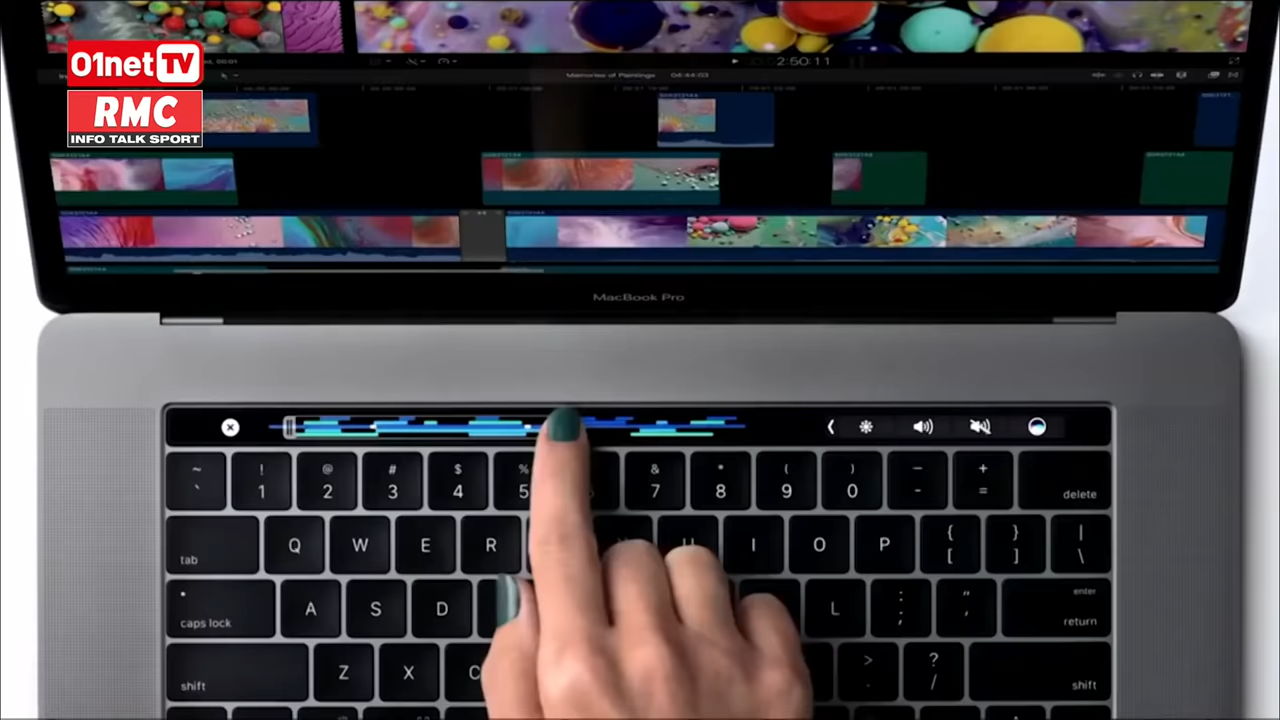 01net TV
RMC
INFO TALK SPORT
Memories of Paintings
2:50:11
MacBook Pro
~ ! @ # $ % & * ( ) – +
` 1 2 3 4 5 7 8 9 0 - =
delete
tab
Q W E R U I O P { } |
[ ] \
A S D L : "
; ' enter
caps lock
return
Z X C > ?
. /
shift
shift